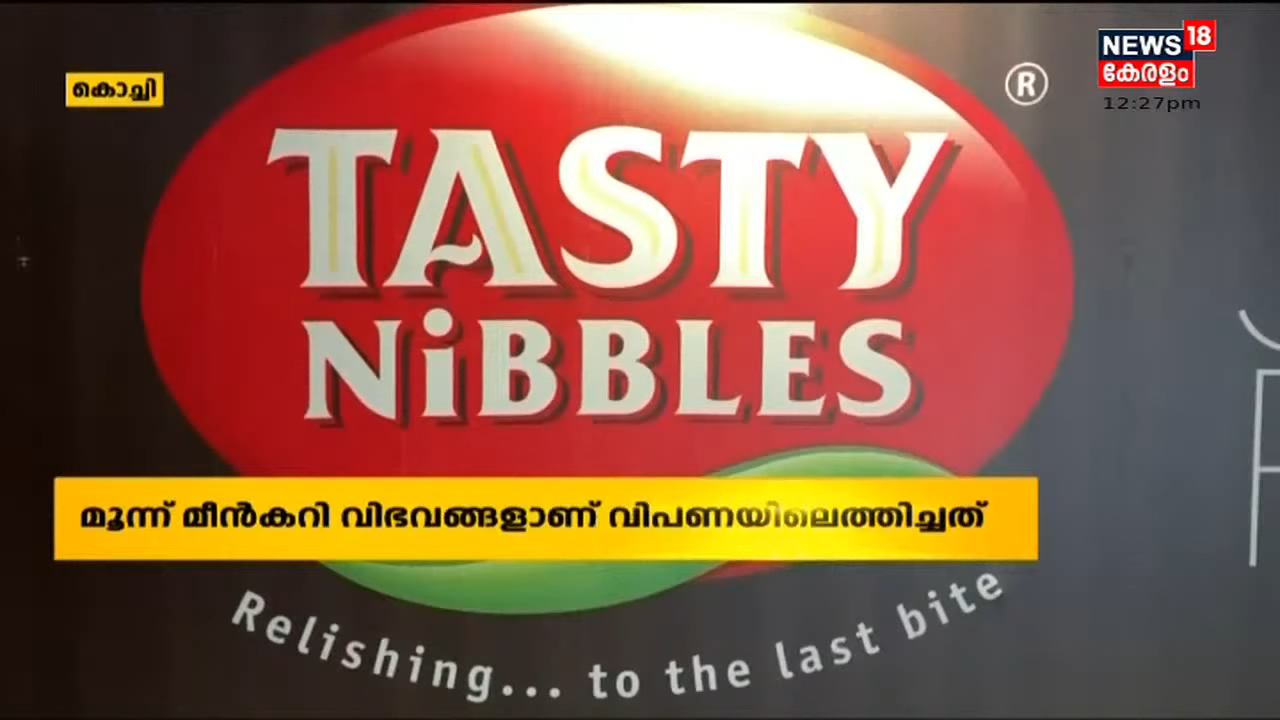 കൊച്ചി
NEWS 18
കേരളം
12:27pm
®
TASTY
NiBBLES
മൂന്ന് മീൻകറി വിഭവങ്ങളാണ് വിപണയിലെത്തിച്ചത്
Relishing... to the last bite